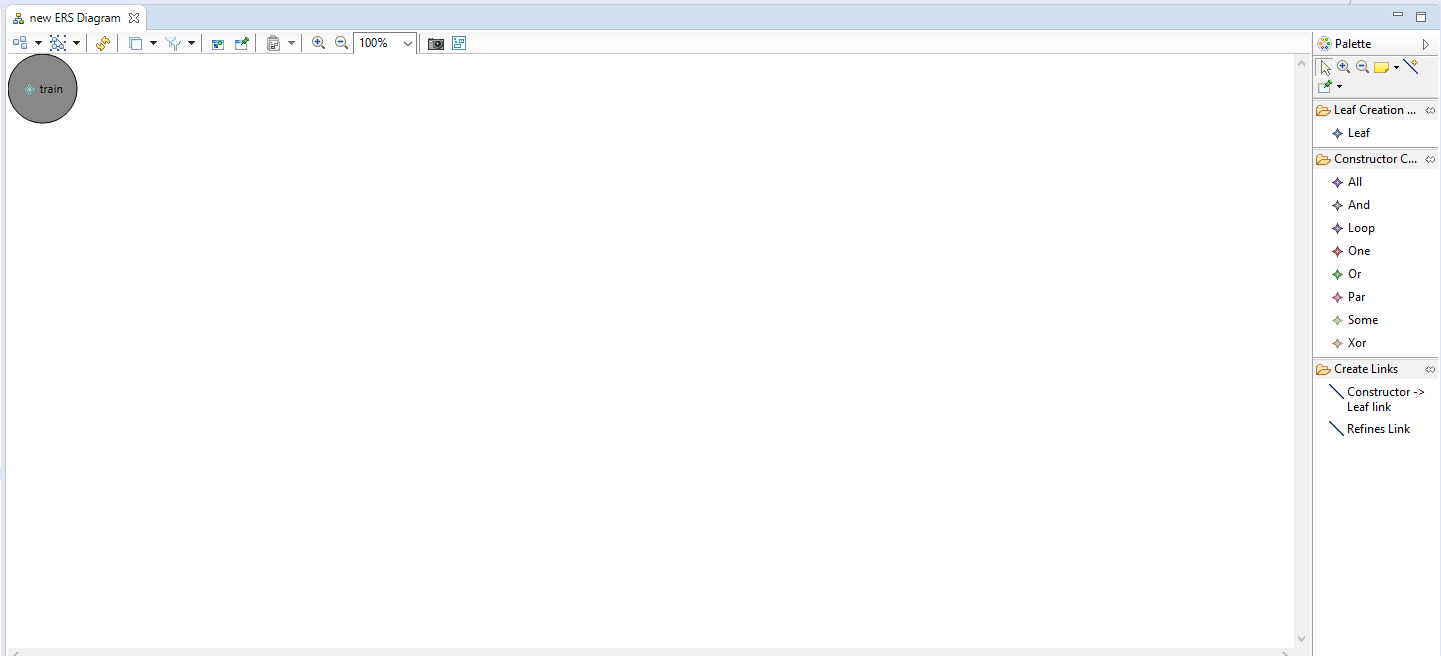 new ERS Diagram
100%
Palette
train
Leaf Creation ...
Leaf
Constructor C...
All
And
Loop
One
Or
Par
Some
Xor
Create Links
Constructor ->
Leaf link
Refines Link